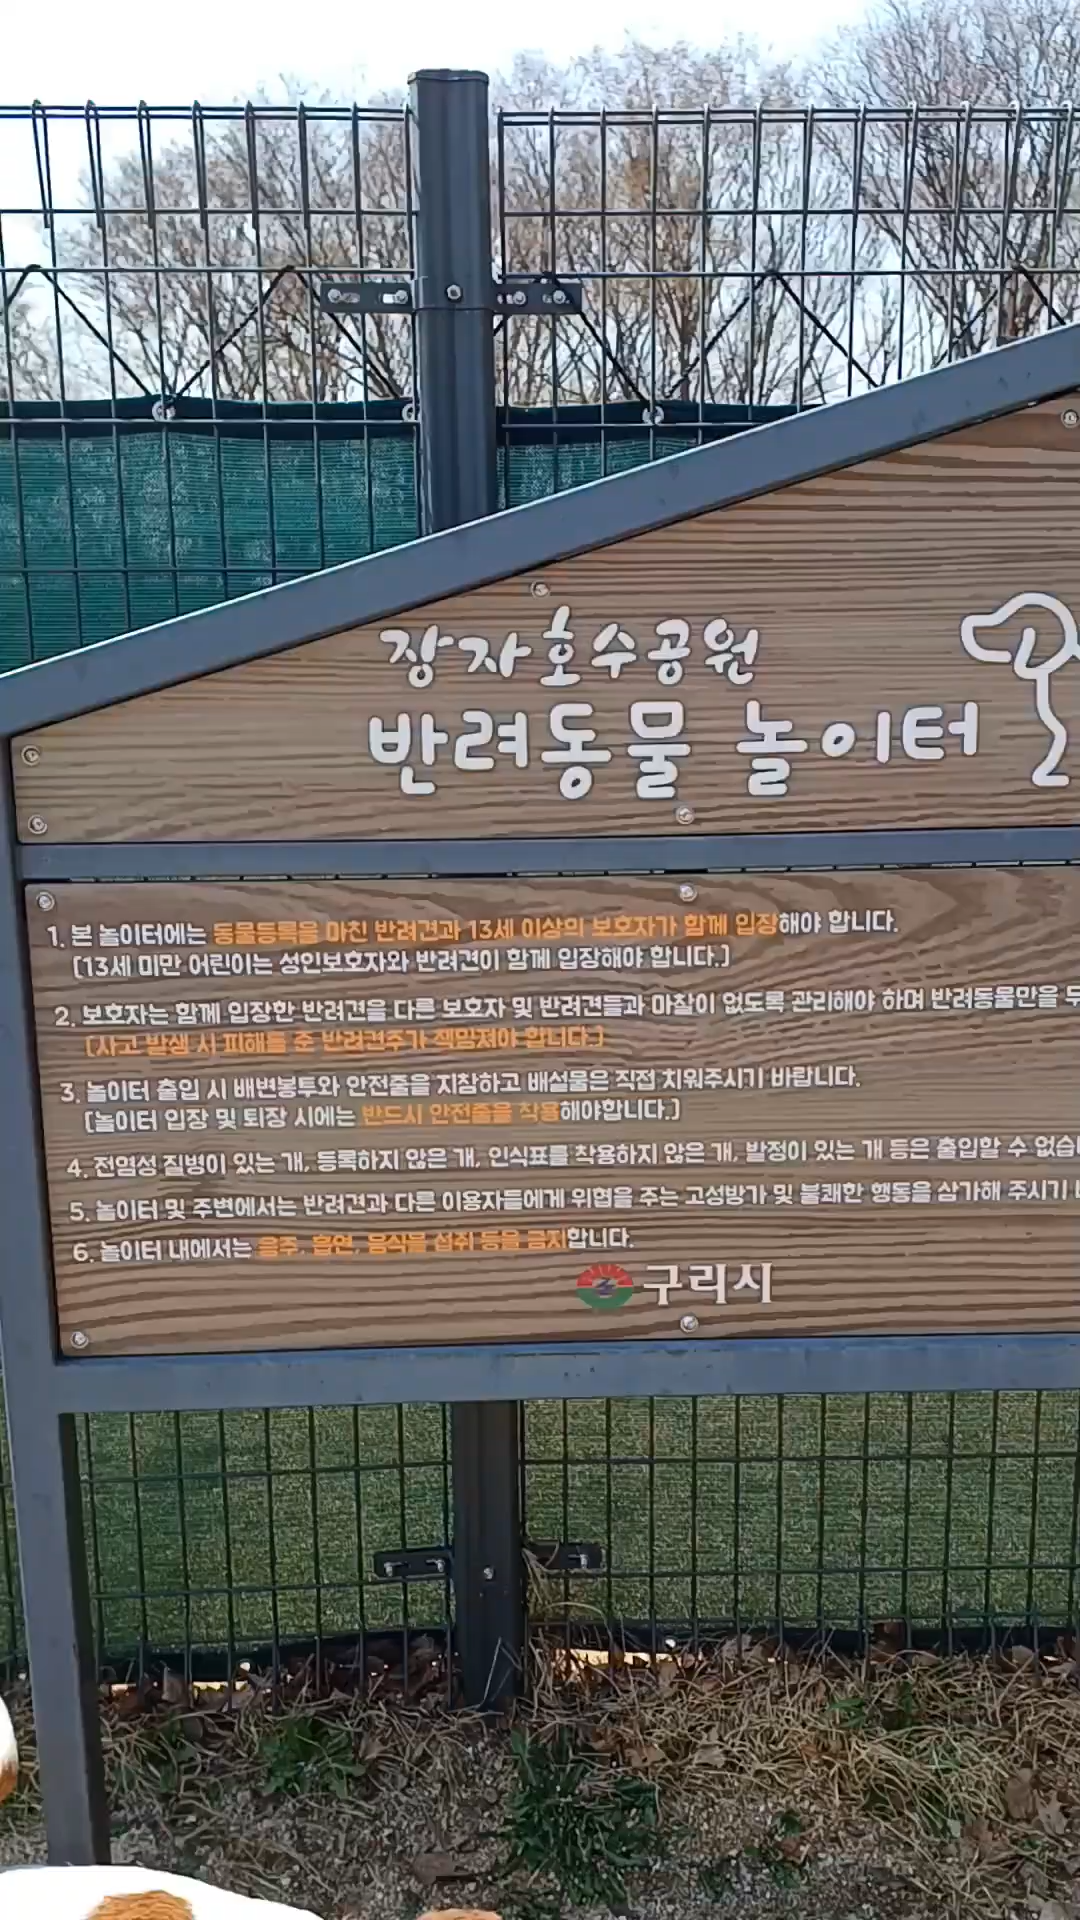 장자호수공원
반려동물 놀이터
1. 본 놀이터에는 동물등록을 마친 반려견과 13세 이상의 보호자가 함께 입장해야 합니다.
(13세 미만 어린이는 성인보호자와 반려견이 함께 입장해야 합니다.)
2. 보호자는 함께 입장한 반려견을 다른 보호자 및 반려견들과 마찰이 없도록 관리해야 하며 반려동물만을
(사고 발생 시 피해를 준 반려견주가 책임져야 합니다.)
3. 놀이터 출입 시 배변봉투와 안전줄을 지참하고 배설물은 직접 치워주시기 바랍니다.
(놀이터 입장 및 퇴장 시에는 반드시 안전줄을 착용해야합니다.)
4. 전염성 질병이 있는 개, 등록하지 않은 개, 인식표를 착용하지 않은 개, 발정이 있는 개 등은 출입할 수 없습
5. 놀이터 및 주변에서는 반려견과 다른 이용자들에게 위협을 주는 고성방가 및 불쾌한 행동을 삼가해 주시기
6. 놀이터 내에서는 음주, 흡연, 음식물 섭취 등을 금지합니다.
구리시